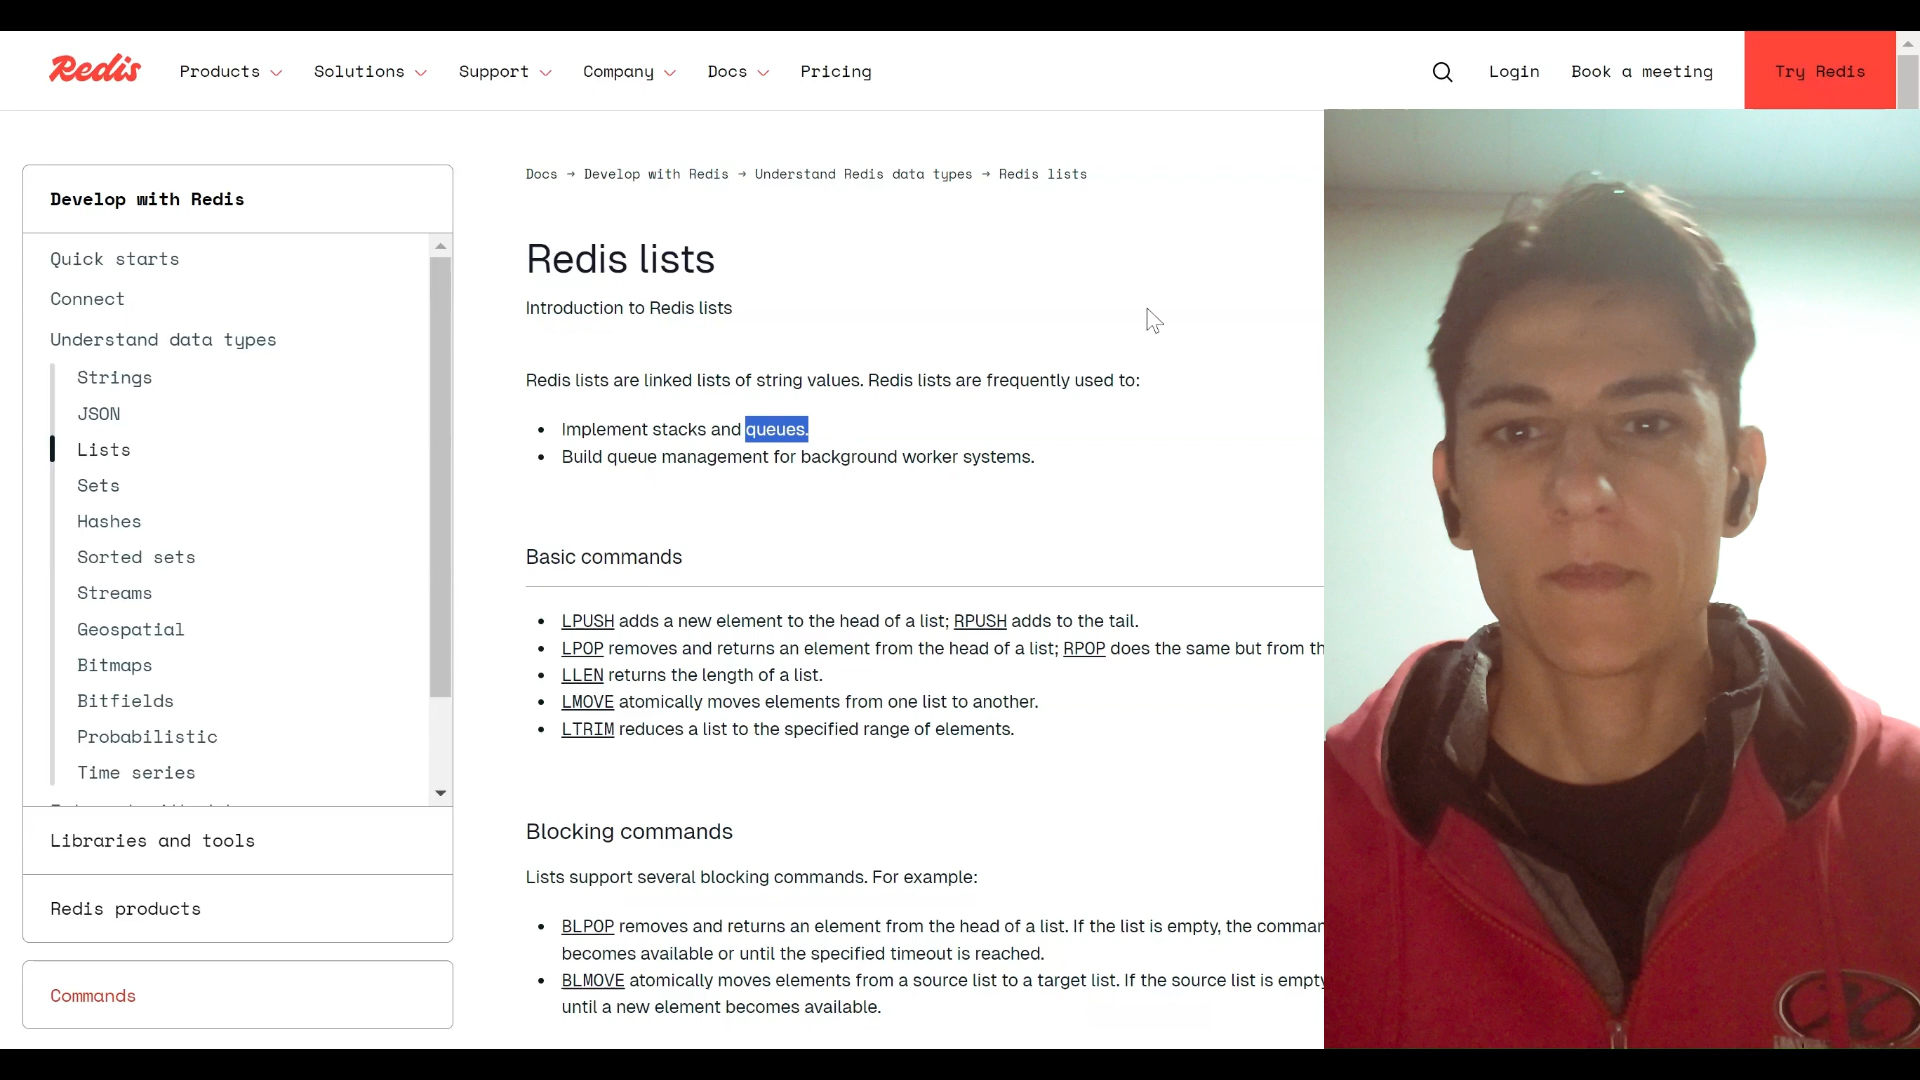 Redis Products Solutions Support Company Docs Pricing Login Book a meeting Try Redis
Develop with Redis
Quick starts
Connect
Understand data types
Strings
JSON
Lists
Sets
Hashes
Sorted sets
Streams
Geospatial
Bitmaps
Bitfields
Probabilistic
Time series
Libraries and tools
Redis products
Commands
Docs → Develop with Redis → Understand Redis data types → Redis lists
Redis lists
Introduction to Redis lists
Redis lists are linked lists of string values. Redis lists are frequently used to:
• Implement stacks and queues.
• Build queue management for background worker systems.
Basic commands
• LPUSH adds a new element to the head of a list; RPUSH adds to the tail.
• LPOP removes and returns an element from the head of a list; RPOP does the same but from th
• LLEN returns the length of a list.
• LMOVE atomically moves elements from one list to another.
• LTRIM reduces a list to the specified range of elements.
Blocking commands
Lists support several blocking commands. For example:
• BLPOP removes and returns an element from the head of a list. If the list is empty, the comman
becomes available or until the specified timeout is reached.
• BLMOVE atomically moves elements from a source list to a target list. If the source list is empty
until a new element becomes available.